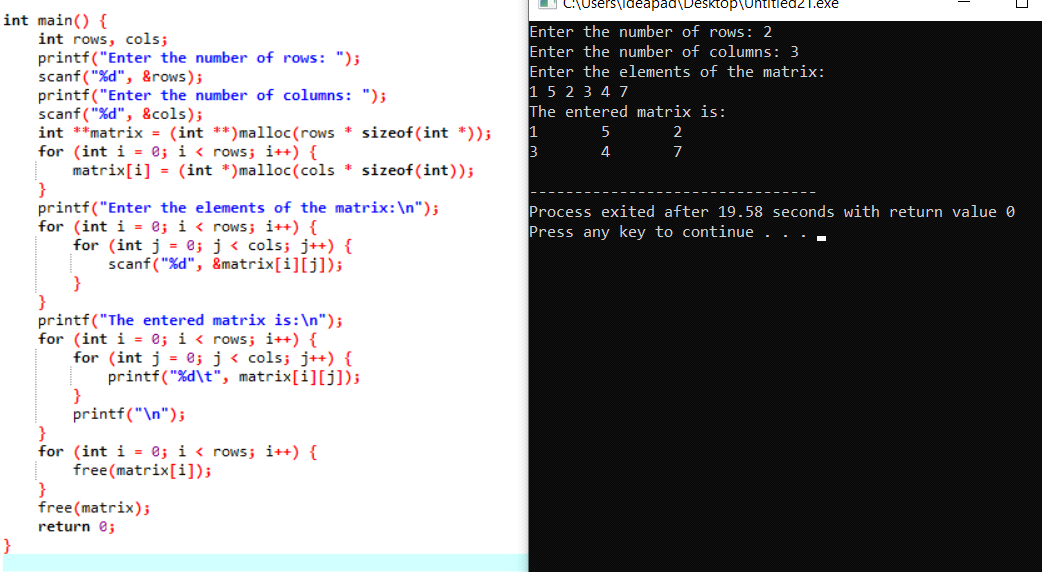 int main() {
int rows, cols;
printf("Enter the number of rows: ");
scanf("%d", &rows);
printf("Enter the number of columns: ");
scanf("%d", &cols);
int **matrix = (int **)malloc(rows * sizeof(int *));
for (int i = 0; i < rows; i++) {
matrix[i] = (int *)malloc(cols * sizeof(int));
}
printf("Enter the elements of the matrix:\n");
for (int i = 0; i < rows; i++) {
for (int j = 0; j < cols; j++) {
scanf("%d", &matrix[i][j]);
}
}
printf("The entered matrix is:\n");
for (int i = 0; i < rows; i++) {
for (int j = 0; j < cols; j++) {
printf("%d\t", matrix[i][j]);
}
printf("\n");
}
for (int i = 0; i < rows; i++) {
free(matrix[i]);
}
free(matrix);
return 0;
}
C:\Users\ideapad\Desktop\Untitled21.exe
Enter the number of rows: 2
Enter the number of columns: 3
Enter the elements of the matrix:
1 5 2 3 4 7
The entered matrix is:
1 5 2
3 4 7
--------------------------------
Process exited after 19.58 seconds with return value 0
Press any key to continue . . .